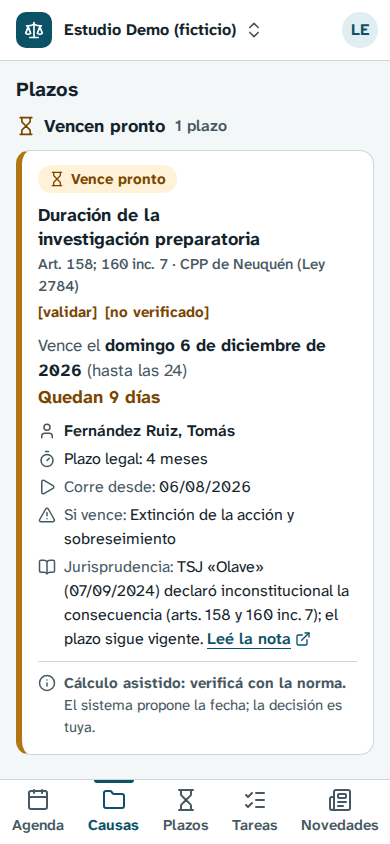 Estudio Demo (ficticio)
LE
Plazos
Vencen pronto 1 plazo
Vence pronto
Duración de la
investigación preparatoria
Art. 158; 160 inc. 7 · CPP de Neuquén (Ley
2784)
[validar] [no verificado]
Vence el domingo 6 de diciembre de
2026 (hasta las 24)
Quedan 9 días
Fernández Ruiz, Tomás
Plazo legal: 4 meses
Corre desde: 06/08/2026
Si vence: Extinción de la acción y
sobreseimiento
Jurisprudencia: TSJ «Olave»
(07/09/2024) declaró inconstitucional la
consecuencia (arts. 158 y 160 inc. 7); el
plazo sigue vigente. Leé la nota
Cálculo asistido: verificá con la norma.
El sistema propone la fecha; la decisión es
tuya.
Agenda Causas Plazos Tareas Novedades